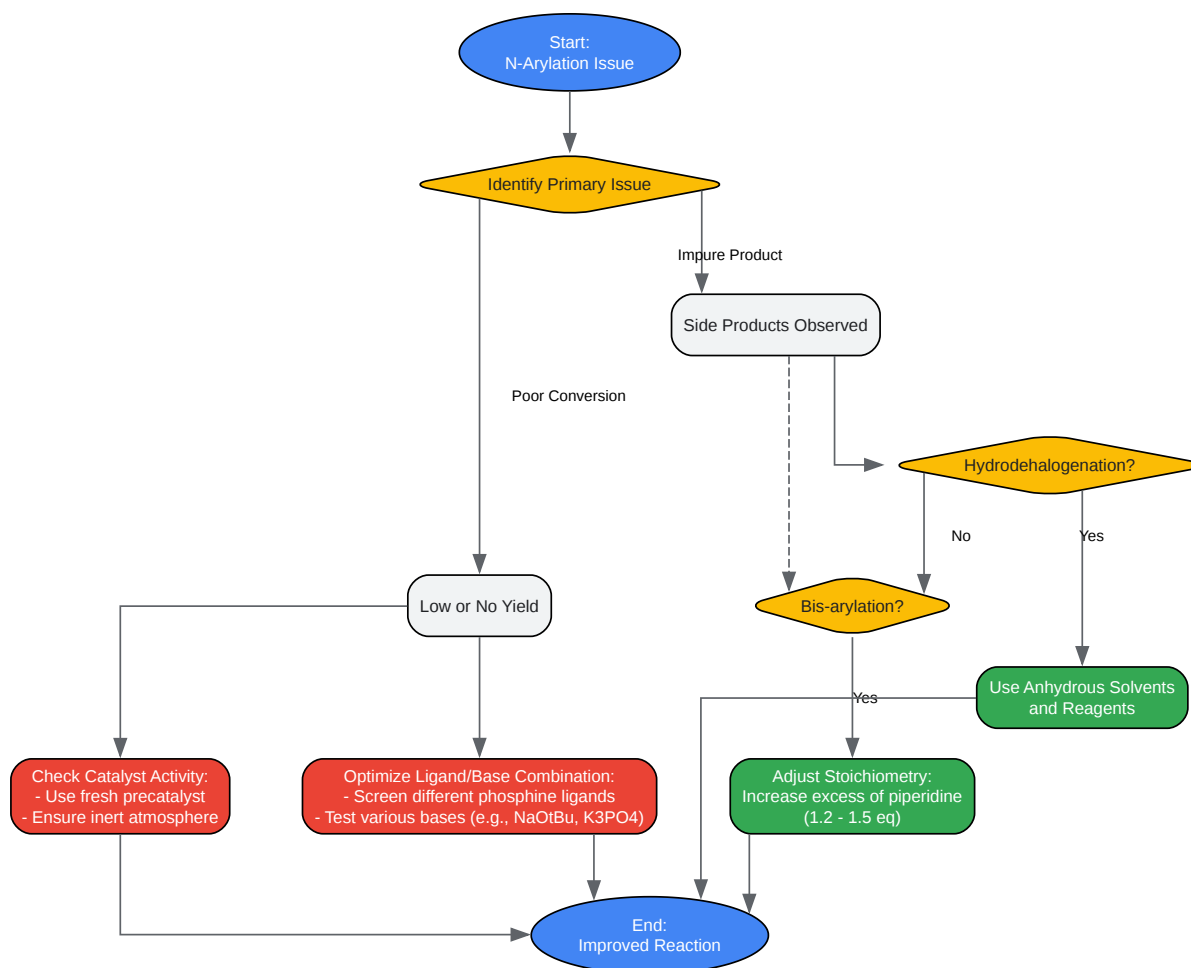 Start:
N-Arylation Issue
Identify Primary Issue
Impure Product
Side Products Observed
Poor Conversion
Hydrodehalogenation?
No
Yes
Low or No Yield
Bis-arylation?
Use Anhydrous Solvents
and Reagents
Yes
Check Catalyst Activity:
- Use fresh precatalyst
- Ensure inert atmosphere
Optimize Ligand/Base Combination:
- Screen different phosphine ligands
- Test various bases (e.g., NaOtBu, K3PO4)
Adjust Stoichiometry:
Increase excess of piperidine
(1.2 - 1.5 eq)
End:
Improved Reaction